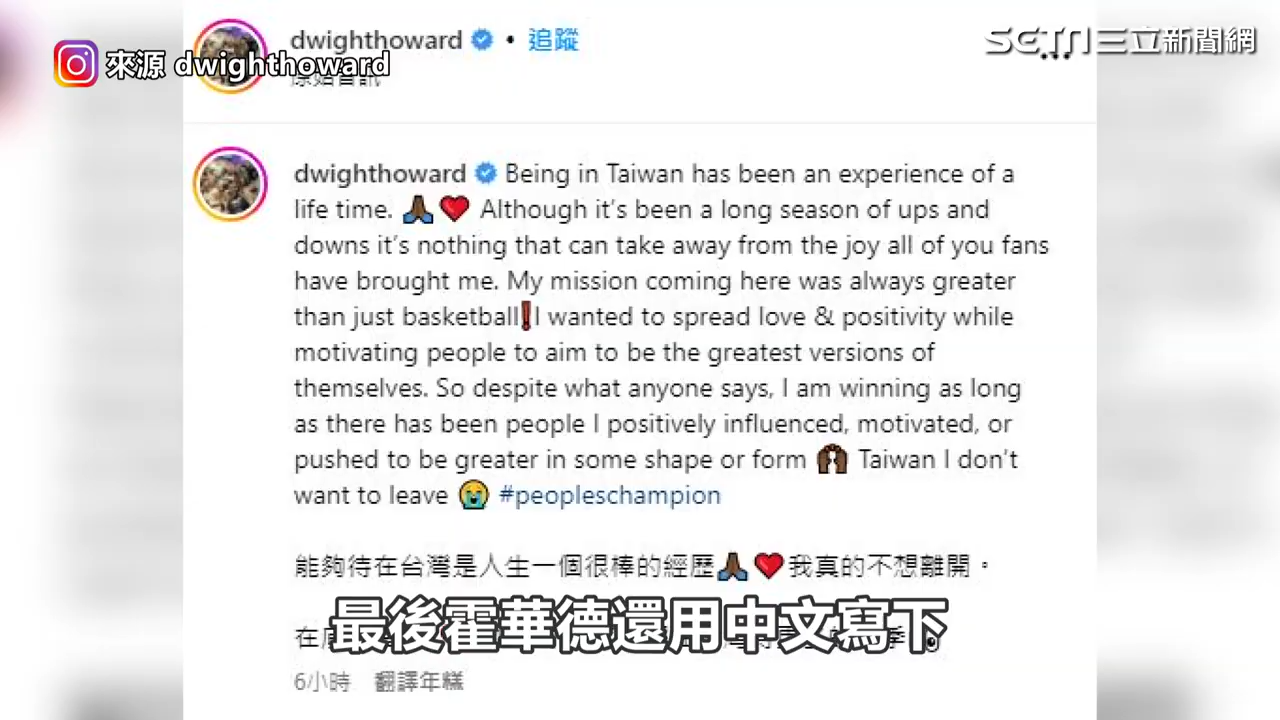 dwighthoward • 追蹤
來源 dwighthoward
SETN三立新聞網
dwighthoward Being in Taiwan has been an experience of a
life time. 🙏🏾❤️ Although it's been a long season of ups and
downs it's nothing that can take away from the joy all of you fans
have brought me. My mission coming here was always greater
than just basketball❗I wanted to spread love & positivity while
motivating people to aim to be the greatest versions of
themselves. So despite what anyone says, I am winning as long
as there has been people I positively influenced, motivated, or
pushed to be greater in some shape or form 🙌🏿 Taiwan I don't
want to leave 😭 #peopleschampion
能夠待在台灣是人生一個很棒的經歷🙏🏾❤️我真的不想離開。
在
最後霍華德還用中文寫下
6小時 翻譯年糕